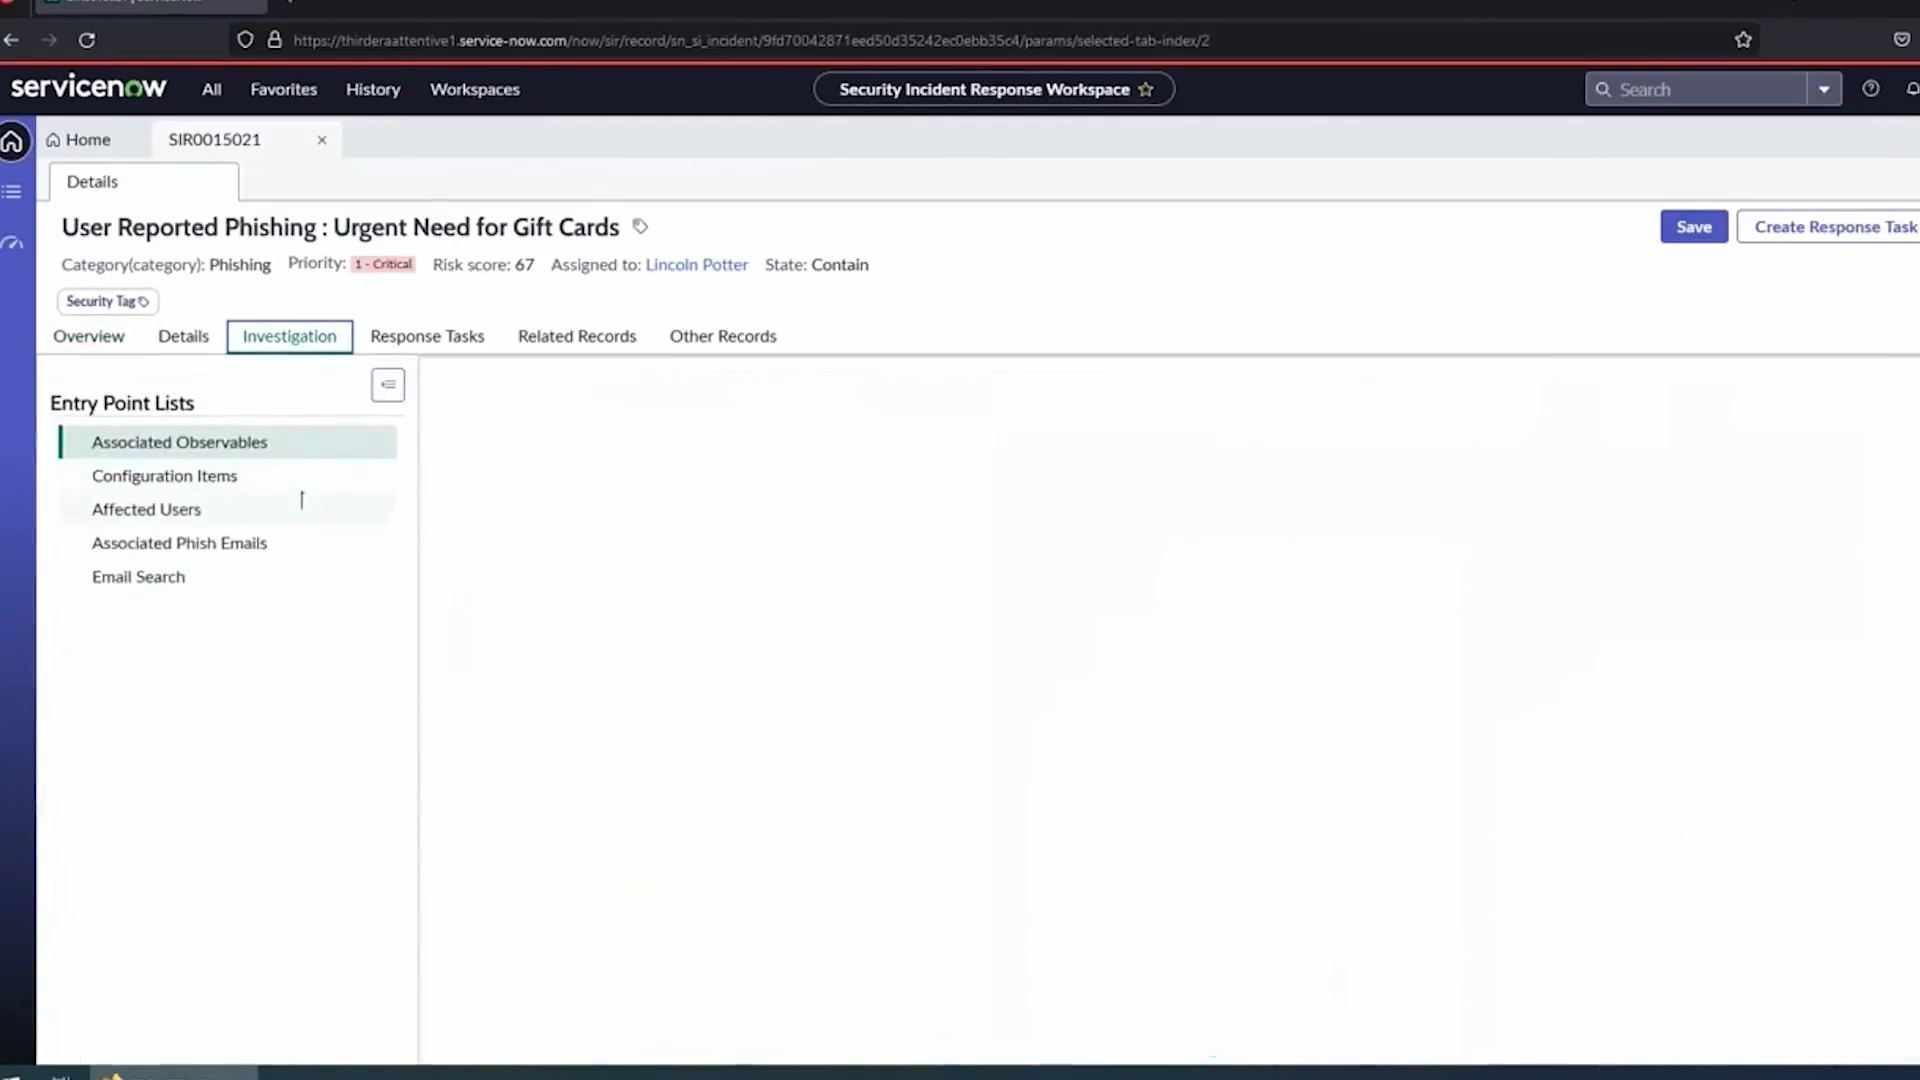 https://thirderaattentive1.service-now.com/now/sir/record/sn_si_incident/9fd70042871eed50d35242ec0ebb35c4/params/selected-tab-index/2
servicenow All Favorites History Workspaces Security Incident Response Workspace Search
Home SIR0015021
Details
User Reported Phishing : Urgent Need for Gift Cards Save Create Response Task
Category(category): Phishing Priority: 1 - Critical Risk score: 67 Assigned to: Lincoln Potter State: Contain
Security Tag
Overview Details Investigation Response Tasks Related Records Other Records
Entry Point Lists
Associated Observables
Configuration Items
Affected Users
Associated Phish Emails
Email Search